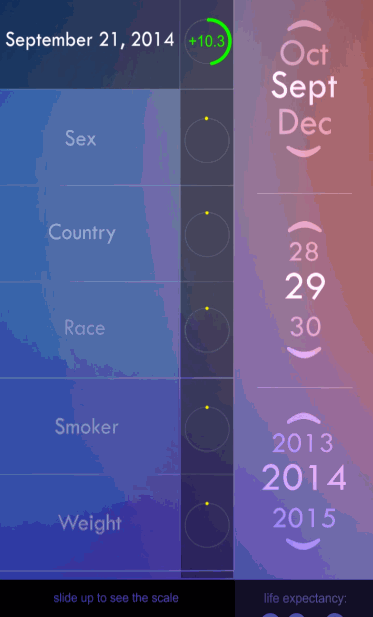 September 21, 2014
+10.3
Sex
Country
Race
Smoker
Weight
slide up to see the scale
Oct
Sept
Dec
28
29
30
2013
2014
2015
life expectancy: